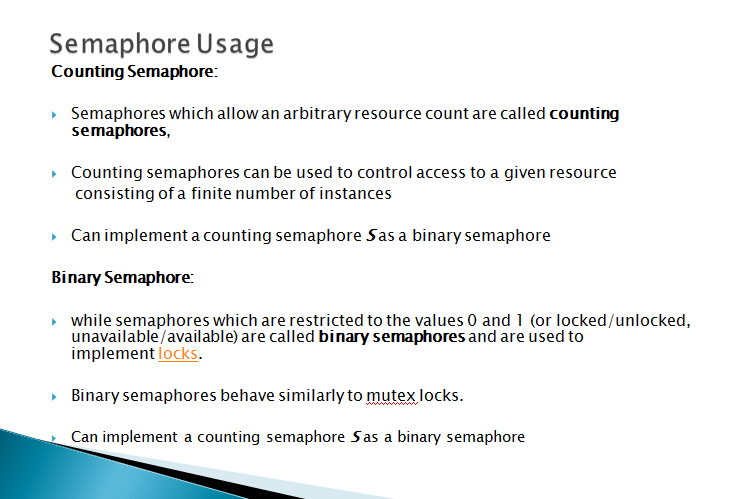 Semaphore Usage
Counting Semaphore:
Semaphores which allow an arbitrary resource count are called counting
semaphores,
Counting semaphores can be used to control access to a given resource
consisting of a finite number of instances
Can implement a counting semaphore S as a binary semaphore
Binary Semaphore:
while semaphores which are restricted to the values 0 and 1 (or locked/unlocked,
unavailable/available) are called binary semaphores and are used to
implement locks.
Binary semaphores behave similarly to mutex locks.
Can implement a counting semaphore S as a binary semaphore